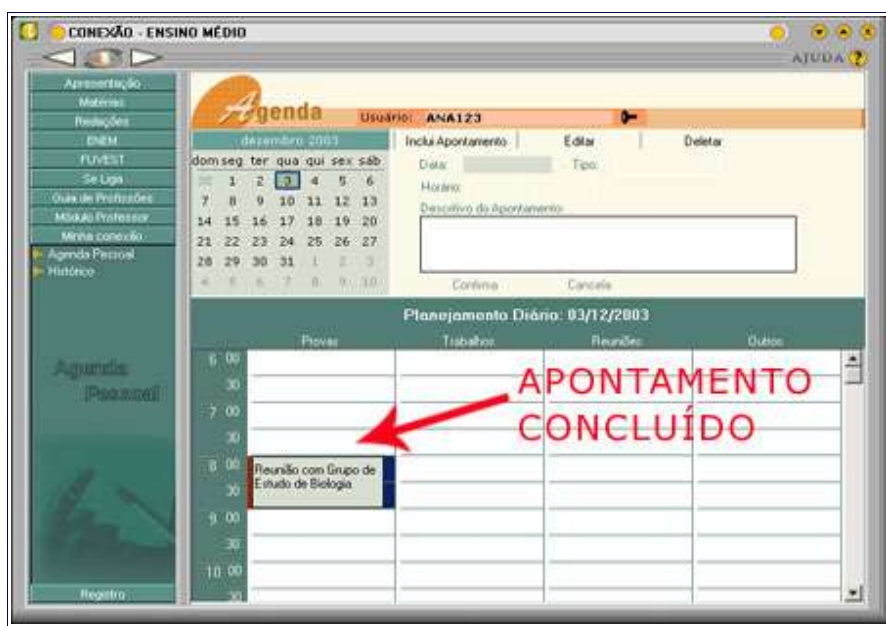 CONEXÃO - ENSINO MÉDIO
AJUDA ?
Apresentação
Matérias
Redações
ENEM
FUVEST
Se Liga
Guia de Profissões
Módulo Professor
Minha conexão
Agenda Pessoal
Histórico
Agenda
Pessoal
Registro
Agenda
Usuário: ANA123
dezembro 2003
dom seg ter qua qui sex sáb
30 1 2 3 4 5 6
7 8 9 10 11 12 13
14 15 16 17 18 19 20
21 22 23 24 25 26 27
28 29 30 31 1 2 3
4 5 6 7 8 9 10
Inclui Apontamento | Editar | Deletar
Data: Tipo:
Horário:
Descritivo do Apontamento:
Confirma Cancela
Planejamento Diário: 03/12/2003
Provas Trabalhos Reuniões Outros
6 00
30
7 00
30
8 00
30
9 00
30
10 00
30
Reunião com Grupo de
Estudo de Biologia
APONTAMENTO
CONCLUÍDO